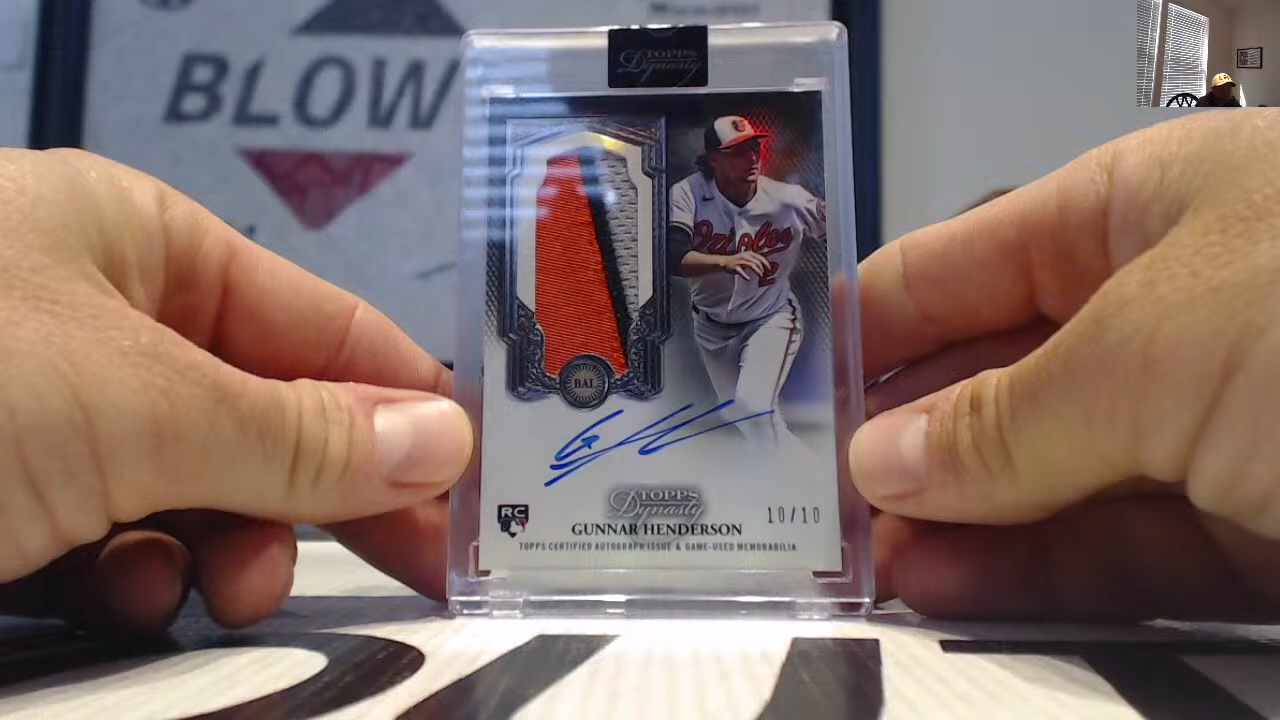 BLOW
TOPPS
Dynasty
Orioles
2
BAL
TOPPS
Dynasty
RC
GUNNAR HENDERSON
10/10
TOPPS CERTIFIED AUTOGRAPH ISSUE & GAME-USED MEMORABILIA